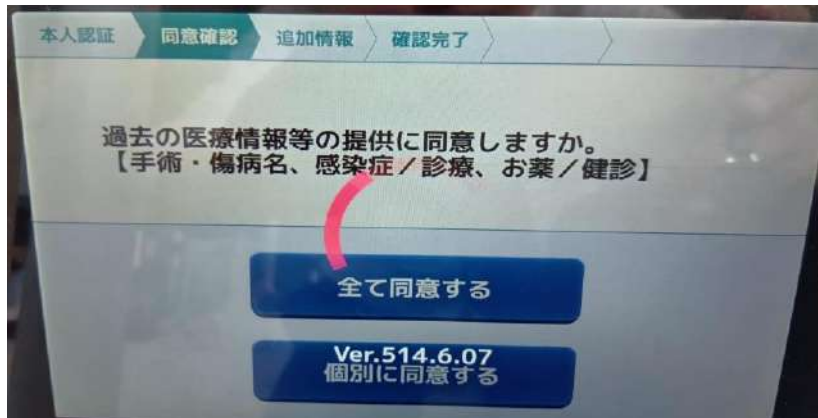 本人認証 同意確認 追加情報 確認完了
過去の医療情報等の提供に同意しますか。
【手術・傷病名、感染症／診療、お薬／健診】
全て同意する
Ver.514.6.07
個別に同意する